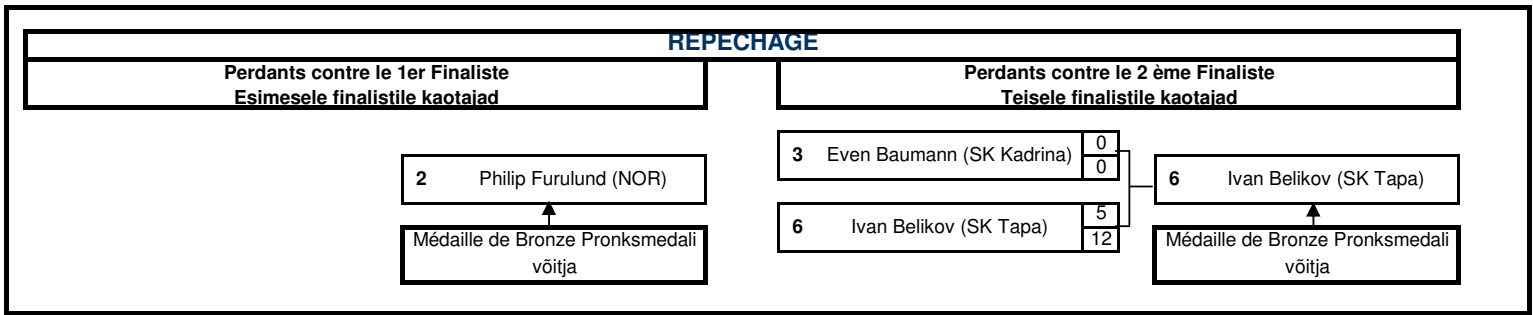 REPECHAGE
Perdants contre le 1er Finaliste
Esimesele finalistile kaotajad
Perdants contre le 2 ème Finaliste
Teisele finalistile kaotajad
2 Philip Furulund (NOR)
Médaille de Bronze Pronksmedali
võitja
3 Even Baumann (SK Kadrina) 0
0
6 Ivan Belikov (SK Tapa) 5
12
6 Ivan Belikov (SK Tapa)
Médaille de Bronze Pronksmedali
võitja